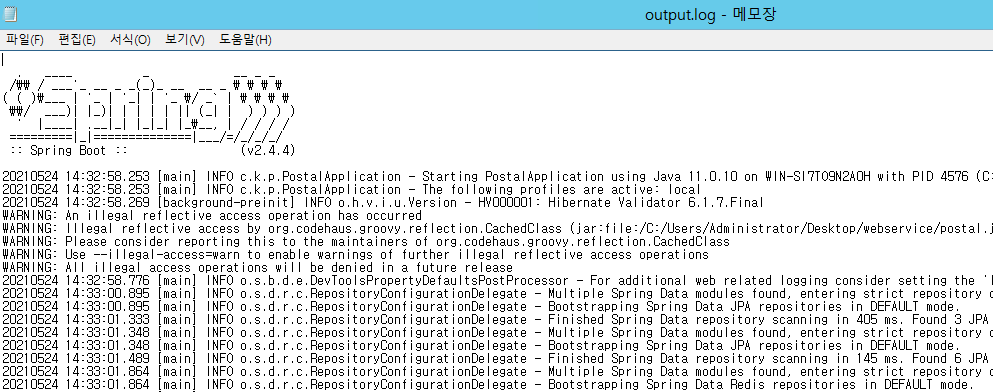 output.log - 메모장
파일(F) 편집(E) 서식(O) 보기(V) 도움말(H)
:: Spring Boot :: (v2.4.4)
20210524 14:32:58.253 [main] INFO c.k.p.PostalApplication - Starting PostalApplication using Java 11.0.10 on WIN-SI7TO9N2AOH with PID 4576 (C:
20210524 14:32:58.253 [main] INFO c.k.p.PostalApplication - The following profiles are active: local
20210524 14:32:58.269 [background-preinit] INFO o.h.v.i.u.Version - HV000001: Hibernate Validator 6.1.7.Final
WARNING: An illegal reflective access operation has occurred
WARNING: Illegal reflective access by org.codehaus.groovy.reflection.CachedClass (jar:file:/C:/Users/Administrator/Desktop/webservice/postal.j
WARNING: Please consider reporting this to the maintainers of org.codehaus.groovy.reflection.CachedClass
WARNING: Use --illegal-access=warn to enable warnings of further illegal reflective access operations
WARNING: All illegal access operations will be denied in a future release
20210524 14:32:58.776 [main] INFO o.s.b.d.e.DevToolsPropertyDefaultsPostProcessor - For additional web related logging consider setting the 'l
20210524 14:33:00.895 [main] INFO o.s.d.r.c.RepositoryConfigurationDelegate - Multiple Spring Data modules found, entering strict repository c
20210524 14:33:00.895 [main] INFO o.s.d.r.c.RepositoryConfigurationDelegate - Bootstrapping Spring Data JPA repositories in DEFAULT mode.
20210524 14:33:01.333 [main] INFO o.s.d.r.c.RepositoryConfigurationDelegate - Finished Spring Data repository scanning in 405 ms. Found 3 JPA
20210524 14:33:01.348 [main] INFO o.s.d.r.c.RepositoryConfigurationDelegate - Multiple Spring Data modules found, entering strict repository c
20210524 14:33:01.348 [main] INFO o.s.d.r.c.RepositoryConfigurationDelegate - Bootstrapping Spring Data JPA repositories in DEFAULT mode.
20210524 14:33:01.489 [main] INFO o.s.d.r.c.RepositoryConfigurationDelegate - Finished Spring Data repository scanning in 145 ms. Found 6 JPA
20210524 14:33:01.864 [main] INFO o.s.d.r.c.RepositoryConfigurationDelegate - Multiple Spring Data modules found, entering strict repository c
20210524 14:33:01.864 [main] INFO o.s.d.r.c.RepositoryConfigurationDelegate - Bootstrapping Spring Data Redis repositories in DEFAULT mode.